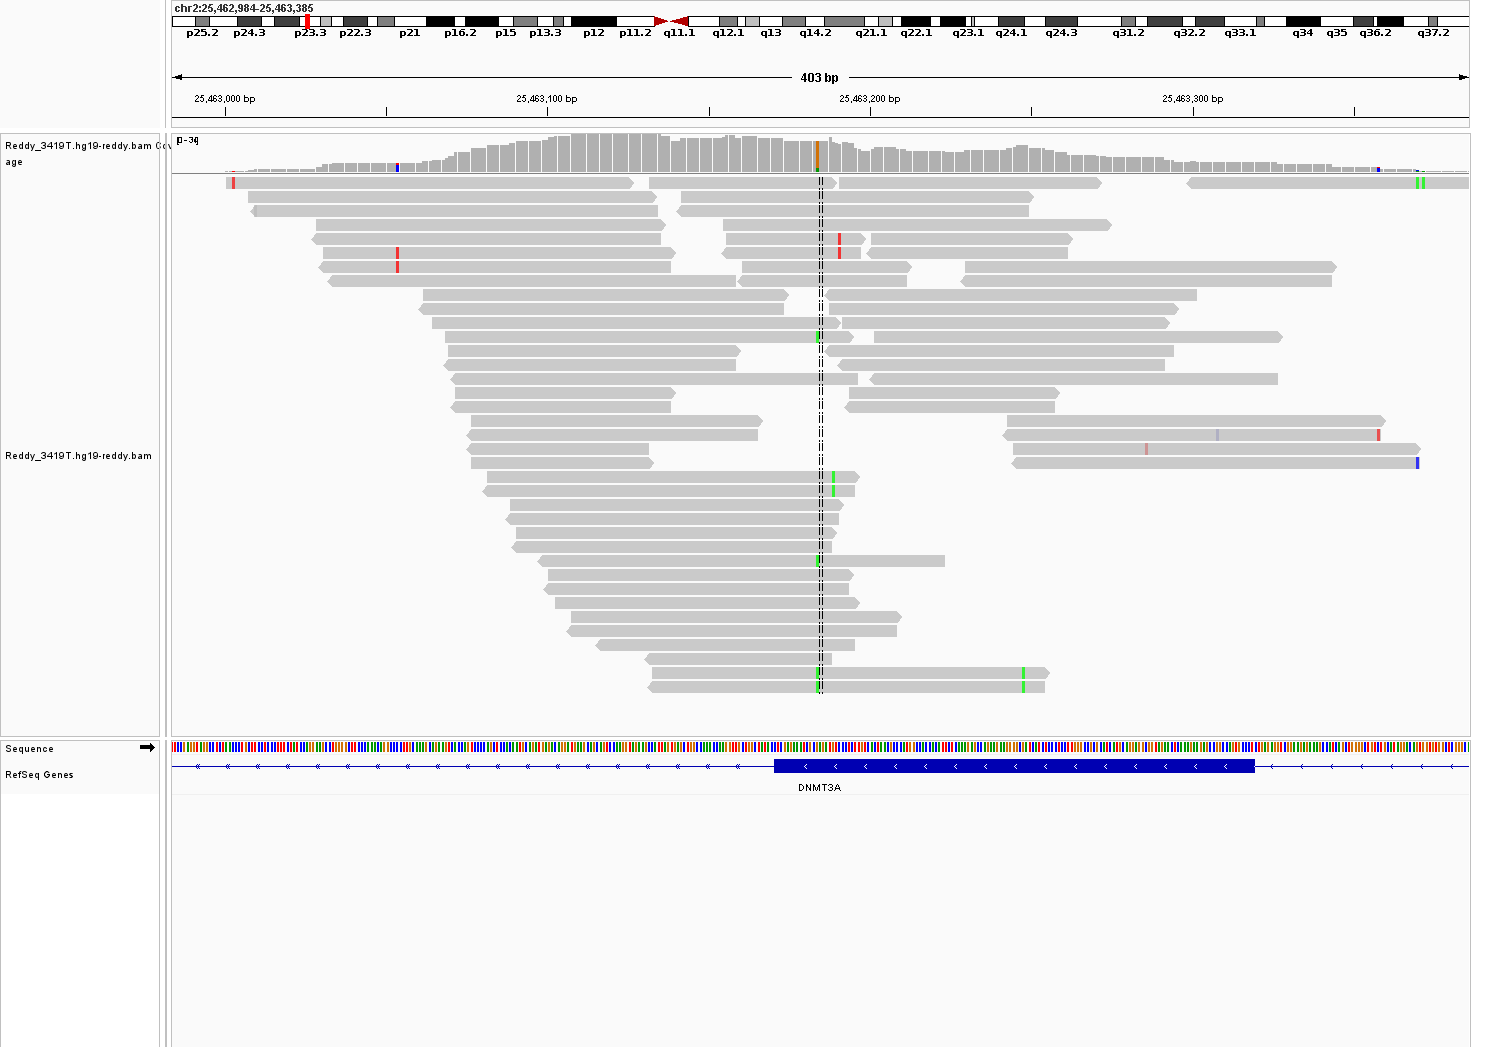 chr2:25,462,984-25,463,385
p25.2 p24.3 p23.3 p22.3 p21 p16.2 p15 p13.3 p12 p11.2 q11.1 q12.1 q13 q14.2 q21.1 q22.1 q23.1 q24.1 q24.3 q31.2 q32.2 q33.1 q34 q35 q36.2 q37.2
403 bp
25,463,000 bp 25,463,100 bp 25,463,200 bp 25,463,300 bp
Reddy_3419T.hg19-reddy.bam Cov
age
Reddy_3419T.hg19-reddy.bam
Sequence
RefSeq Genes
DNMT3A